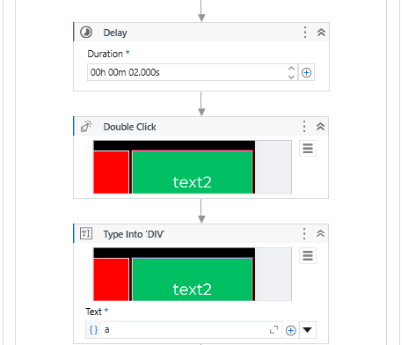 Delay
Duration *
00h 00m 02.000s
Double Click
text2
Type Into 'DIV'
text2
Text *
{} a